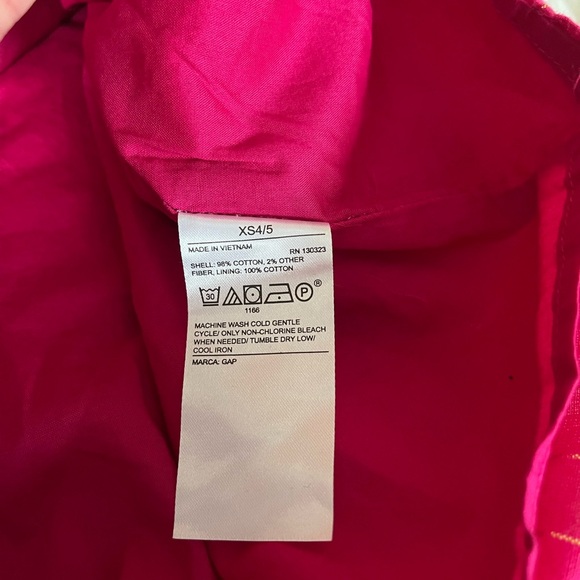 XS4/5
MADE IN VIETNAM RN 130323
SHELL: 98% COTTON, 2% OTHER
FIBER, LINING: 100% COTTON
30 P ®
1166
MACHINE WASH COLD GENTLE
CYCLE/ ONLY NON-CHLORINE BLEACH
WHEN NEEDED/ TUMBLE DRY LOW/
COOL IRON
MARCA: GAP